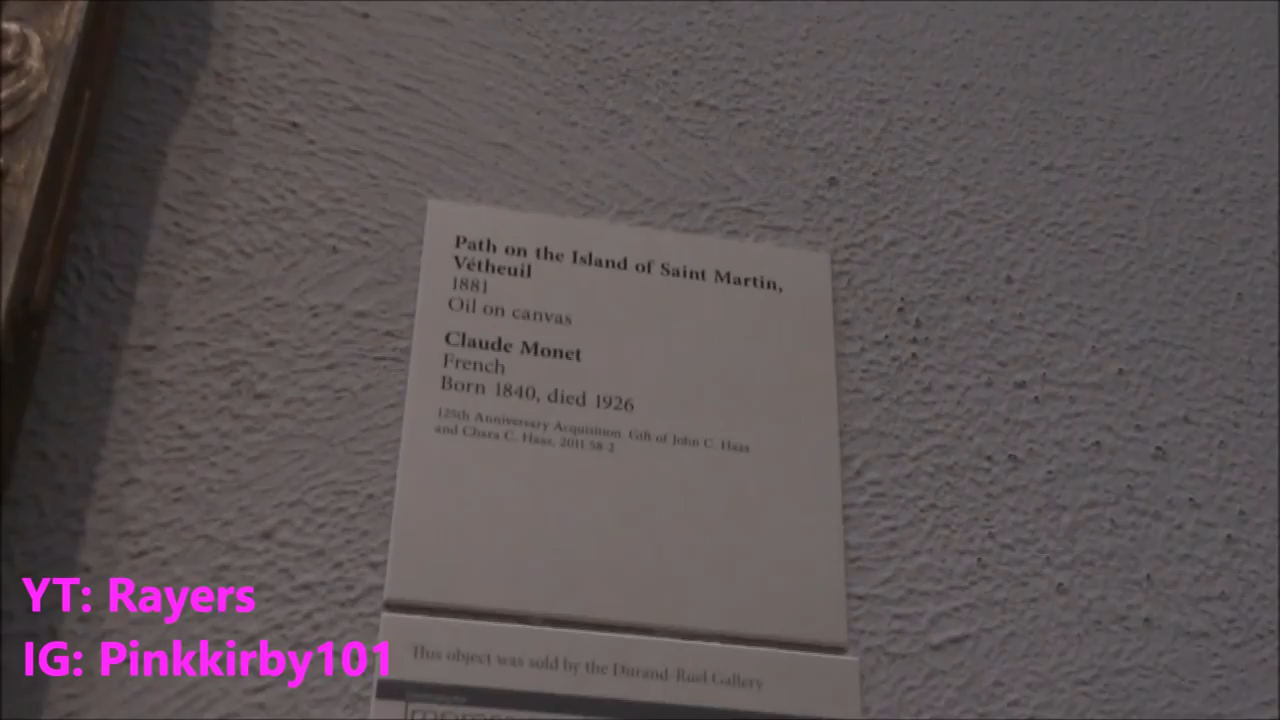 Path on the Island of Saint Martin,
Vétheuil
1881
Oil on canvas
Claude Monet
French
Born 1840, died 1926
125th Anniversary Acquisition. Gift of John C. Haas
and Chara C. Haas, 2011-58-2
This object was sold by the Durand-Ruel Gallery
YT: Rayers
IG: Pinkkirby101